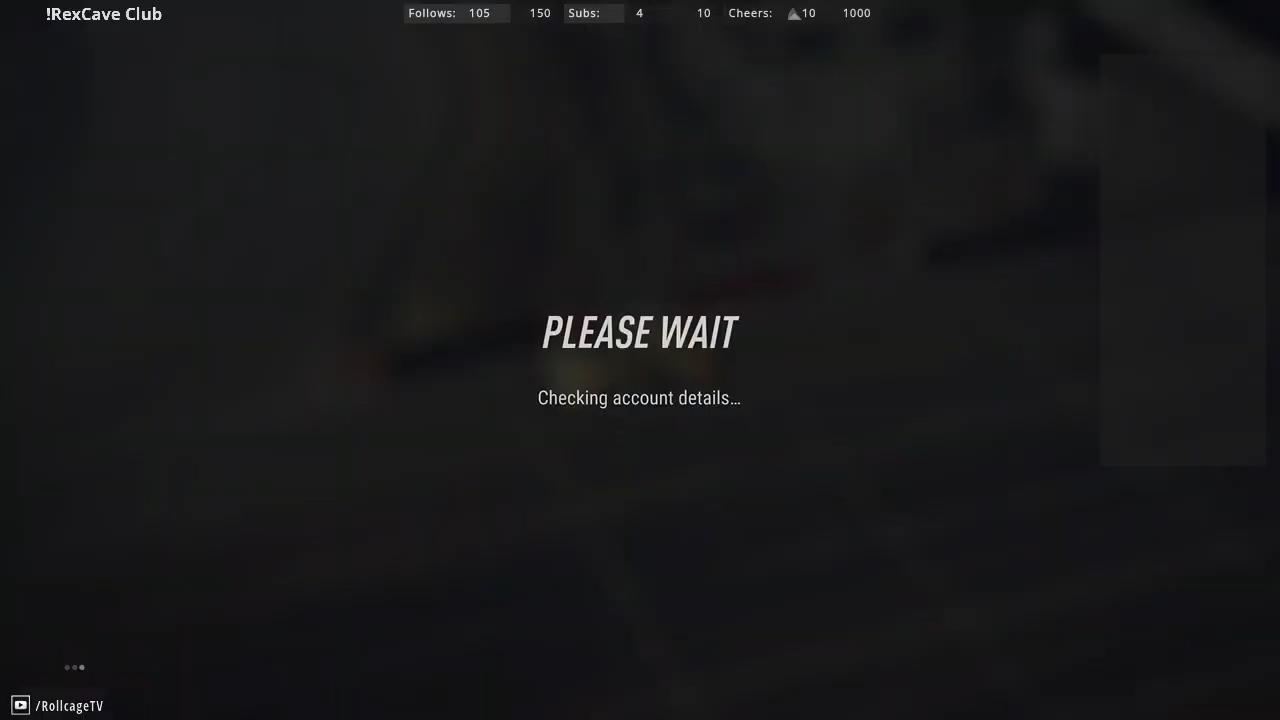 !RexCave Club
Follows: 105 150 Subs: 4 10 Cheers: 10 1000
PLEASE WAIT
Checking account details...
/RollcageTV